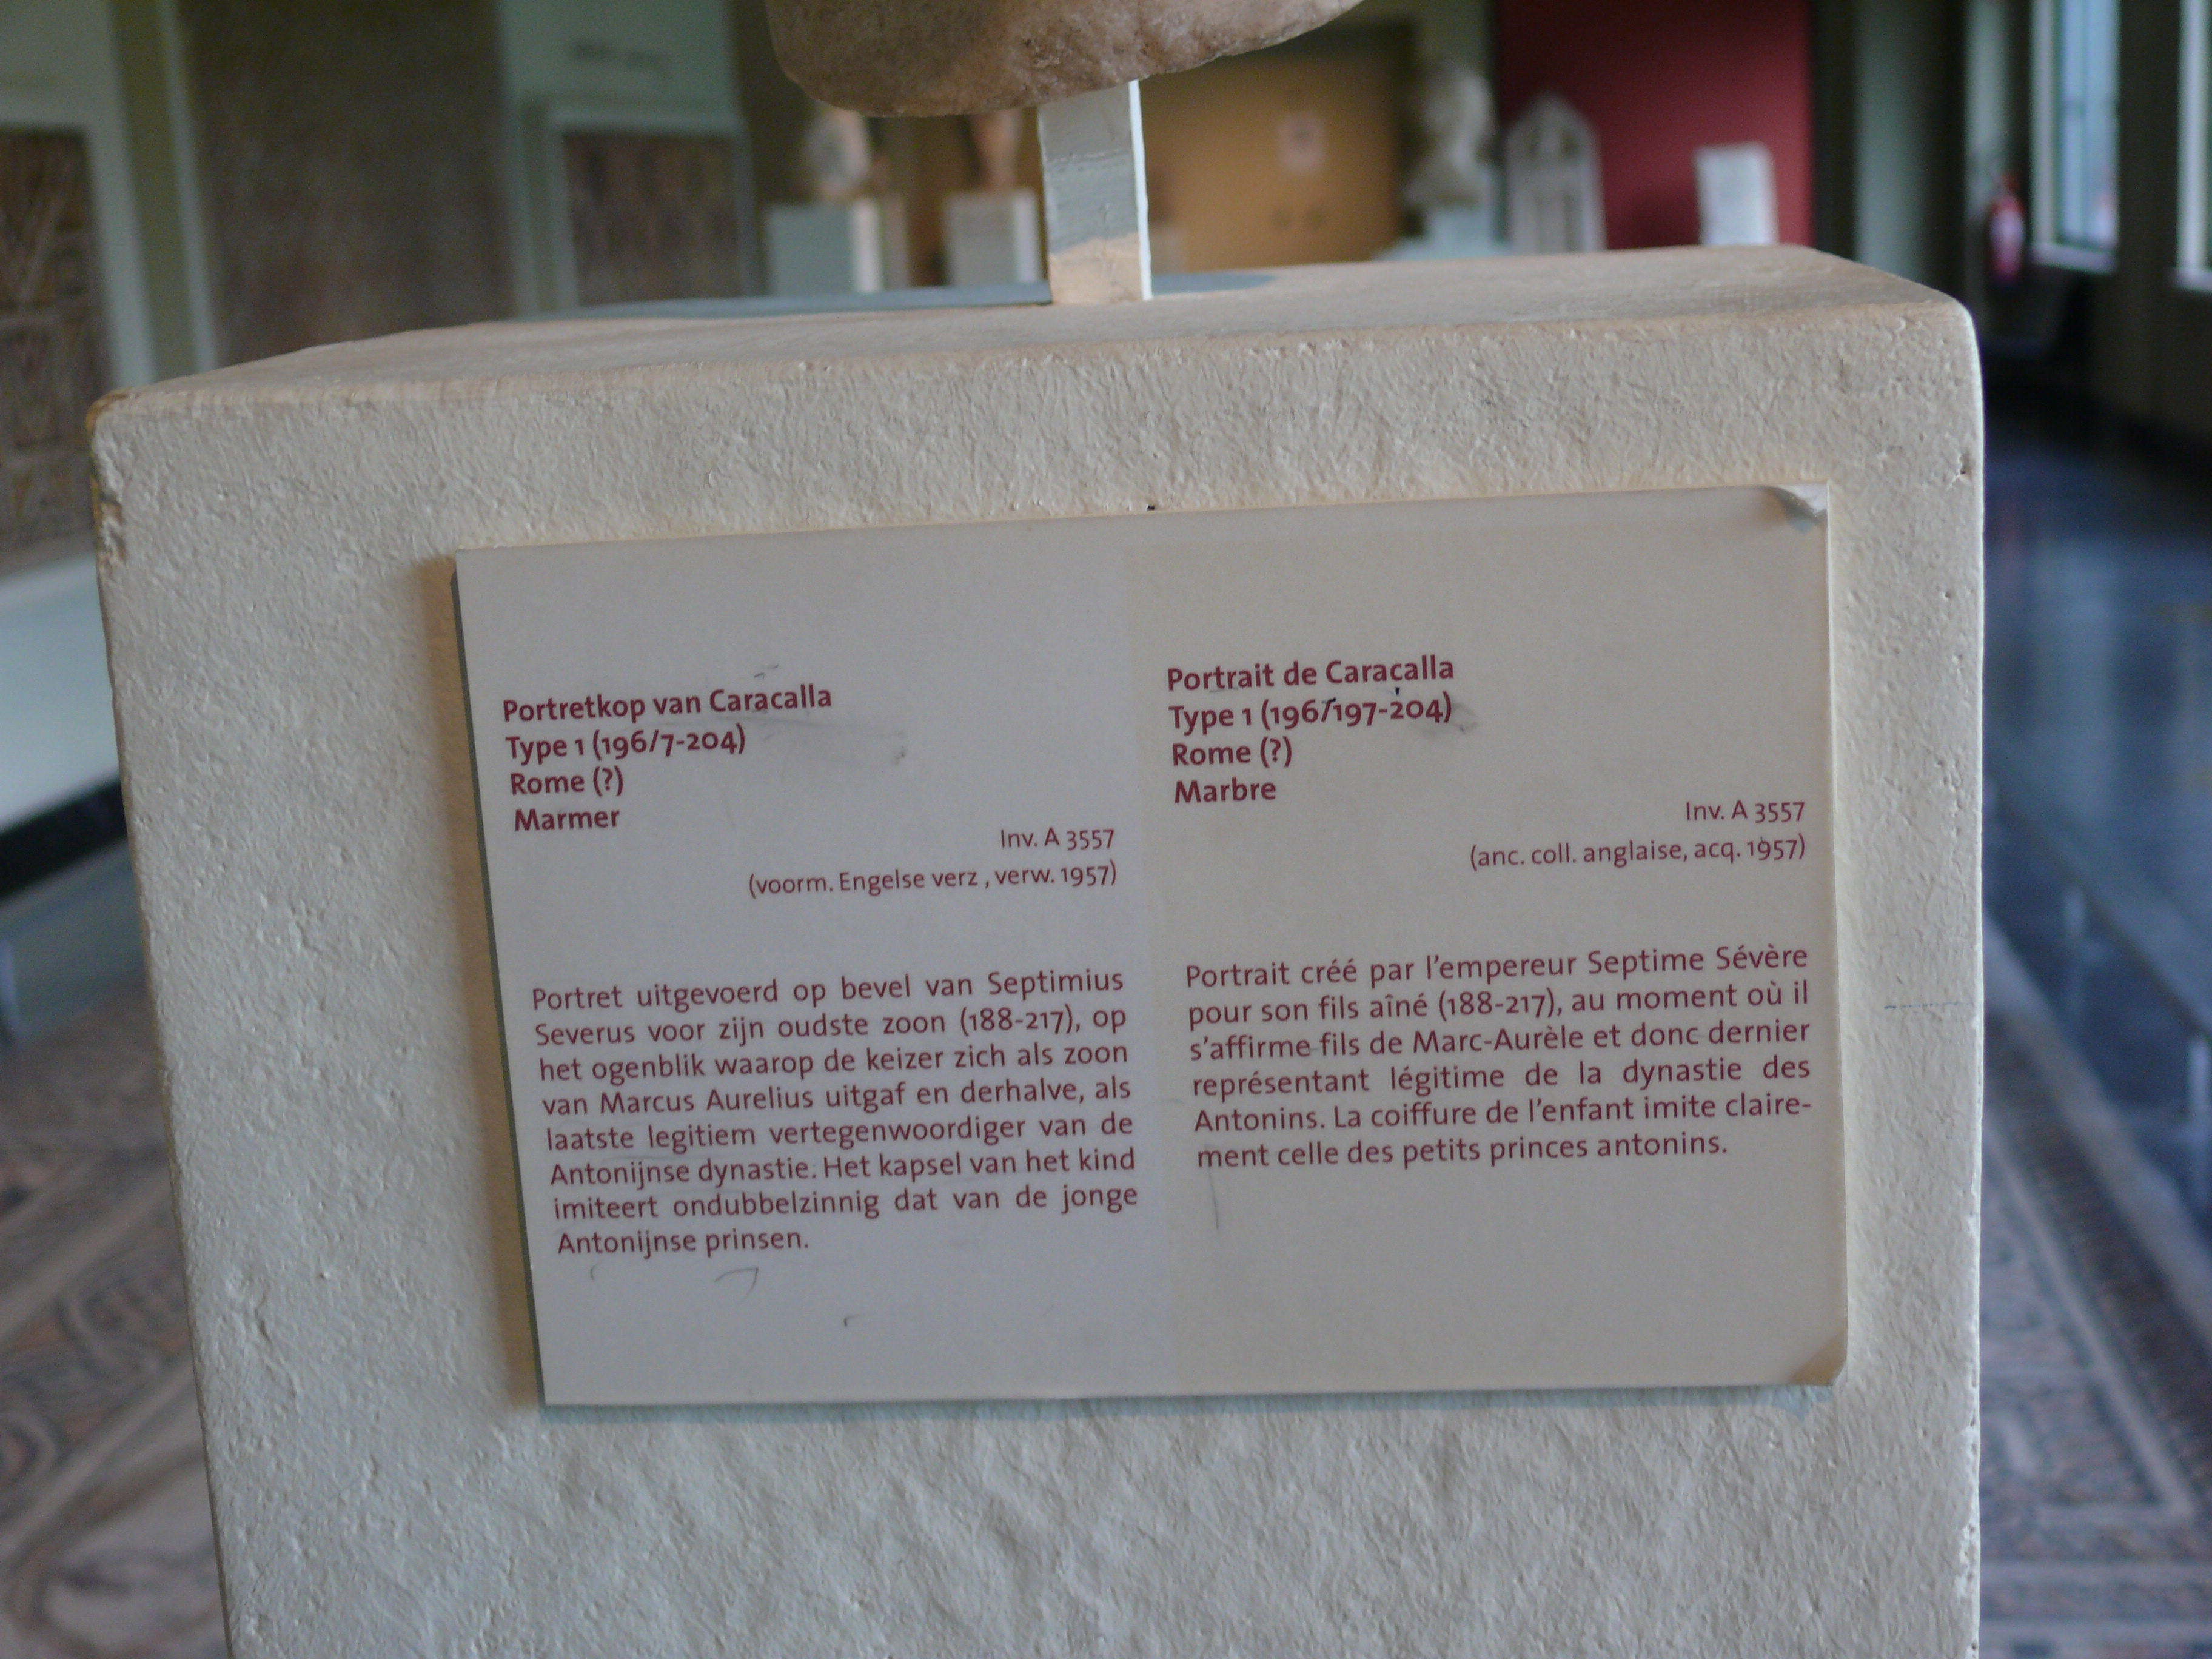 Portretkop van Caracalla
Type 1 (196/7-204)
Rome (?)
Marmer
Inv. A 3557
(voorm. Engelse verz , verw. 1957)
Portret uitgevoerd op bevel van Septimius
Severus voor zijn oudste zoon (188-217), op
het ogenblik waarop de keizer zich als zoon
van Marcus Aurelius uitgaf en derhalve, als
laatste legitiem vertegenwoordiger van de
Antonijnse dynastie. Het kapsel van het kind
imiteert ondubbelzinnig dat van de jonge
Antonijnse prinsen.
Portrait de Caracalla
Type 1 (196/197-204)
Rome (?)
Marbre
Inv. A 3557
(anc. coll. anglaise, acq. 1957)
Portrait créé par l'empereur Septime Sévère
pour son fils aîné (188-217), au moment où il
s'affirme fils de Marc-Aurèle et donc dernier
représentant légitime de la dynastie des
Antonins. La coiffure de l'enfant imite claire-
ment celle des petits princes antonins.